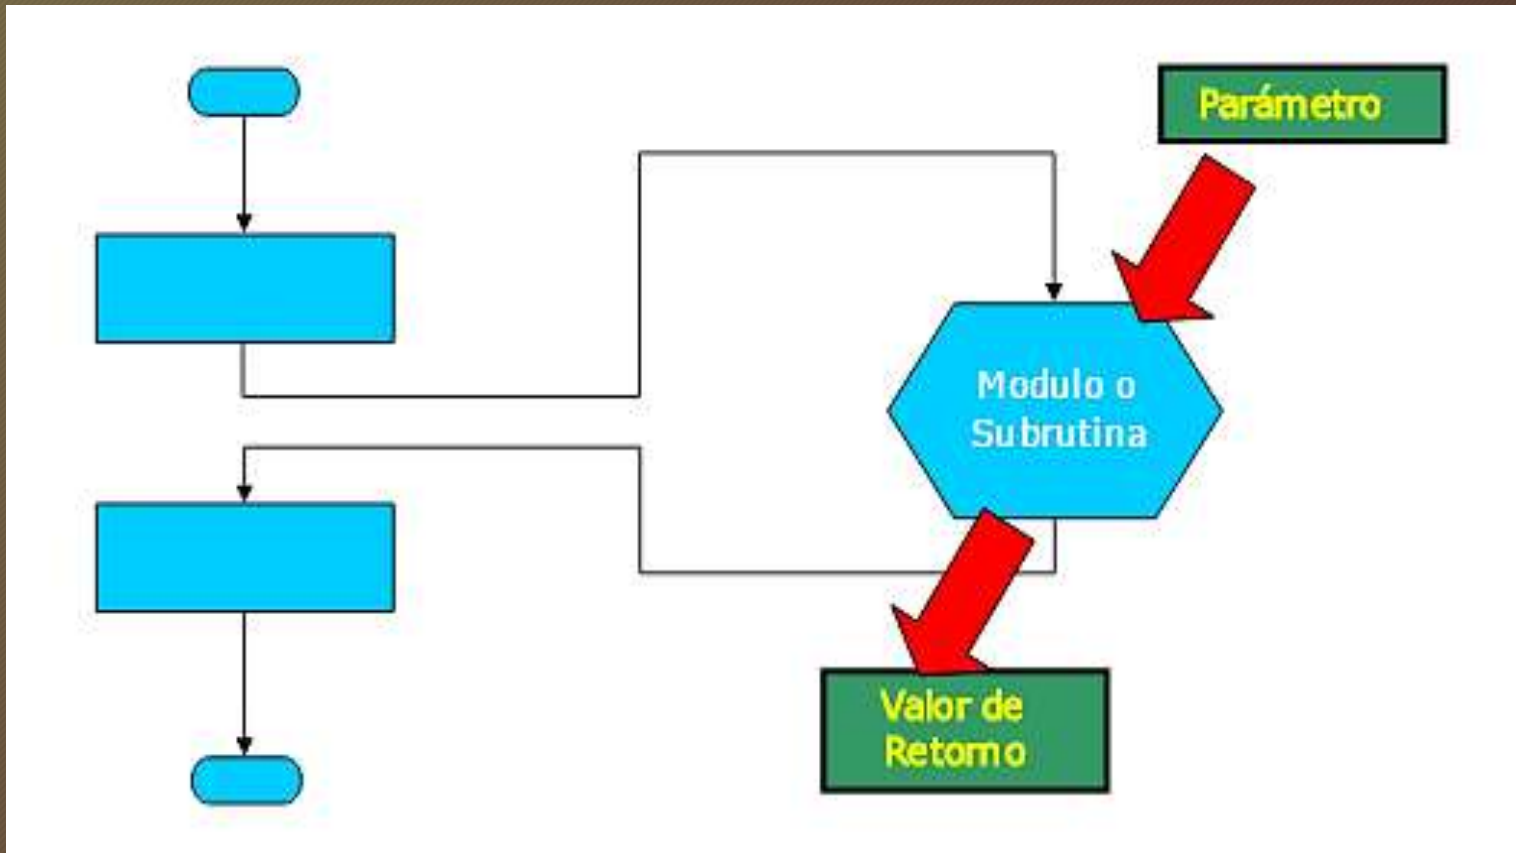 Parámetro
Modulo o
Subrutina
Valor de
Retorno